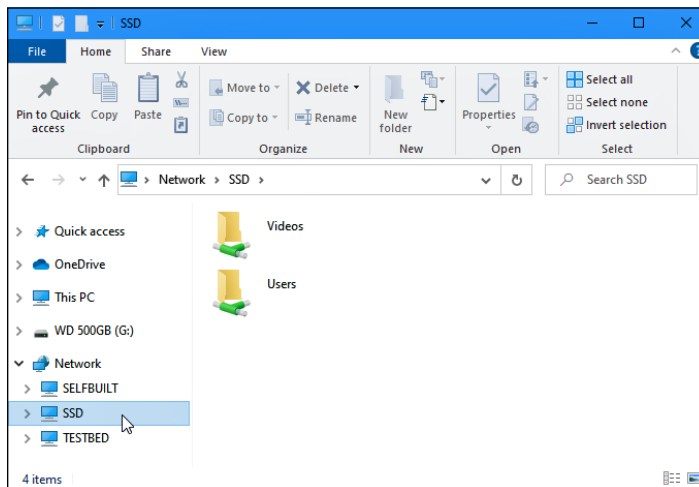 SSD
File Home Share View
Pin to Quick access
Copy
Paste
Move to
Copy to
Delete
Rename
New folder
Properties
Select all
Select none
Invert selection
Clipboard Organize New Open Select
Network SSD Search SSD
Quick access
OneDrive
This PC
WD 500GB (G:)
Network
SELFBUILT
SSD
TESTBED
Videos
Users
4 items